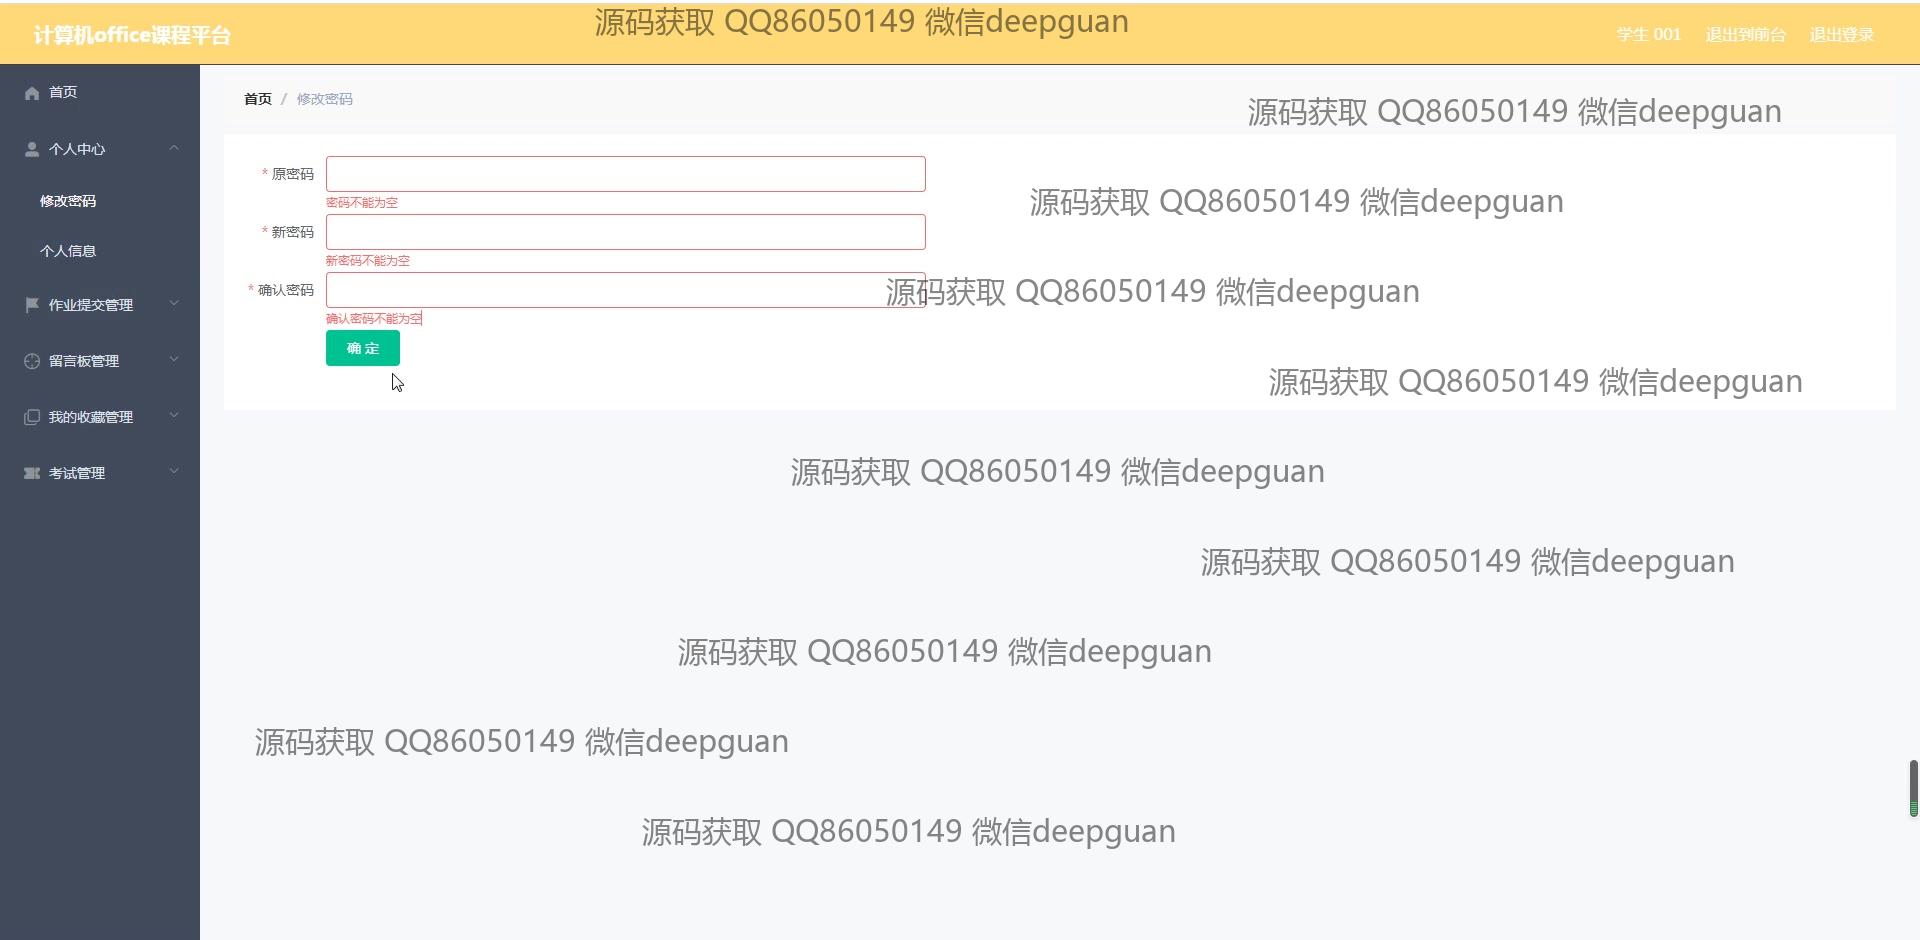 计算机office课程平台
源码获取 QQ86050149 微信deepguan
学生 001 退出到前台 退出登录
首页
个人中心
修改密码
个人信息
作业提交管理
留言板管理
我的收藏管理
考试管理
首页 / 修改密码
源码获取 QQ86050149 微信deepguan
* 原密码
密码不能为空
源码获取 QQ86050149 微信deepguan
* 新密码
新密码不能为空
* 确认密码
源码获取 QQ86050149 微信deepguan
确认密码不能为空
确 定
源码获取 QQ86050149 微信deepguan
源码获取 QQ86050149 微信deepguan
源码获取 QQ86050149 微信deepguan
源码获取 QQ86050149 微信deepguan
源码获取 QQ86050149 微信deepguan
源码获取 QQ86050149 微信deepguan